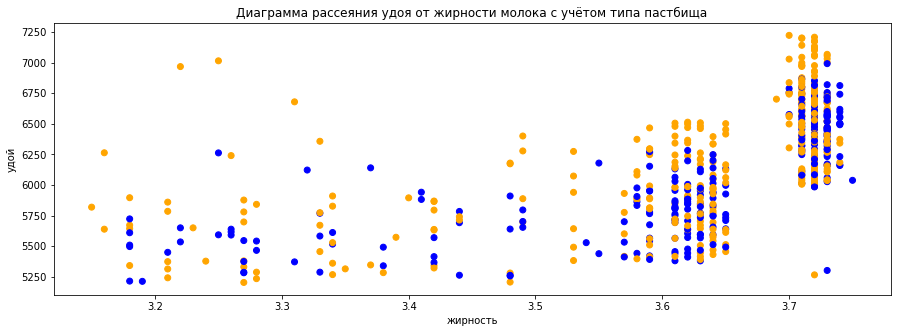 Диаграмма рассеяния удоя от жирности молока с учётом типа пастбища
удой
7250
7000
6750
6500
6250
6000
5750
5500
5250
3.2 3.3 3.4 3.5 3.6 3.7
жирность